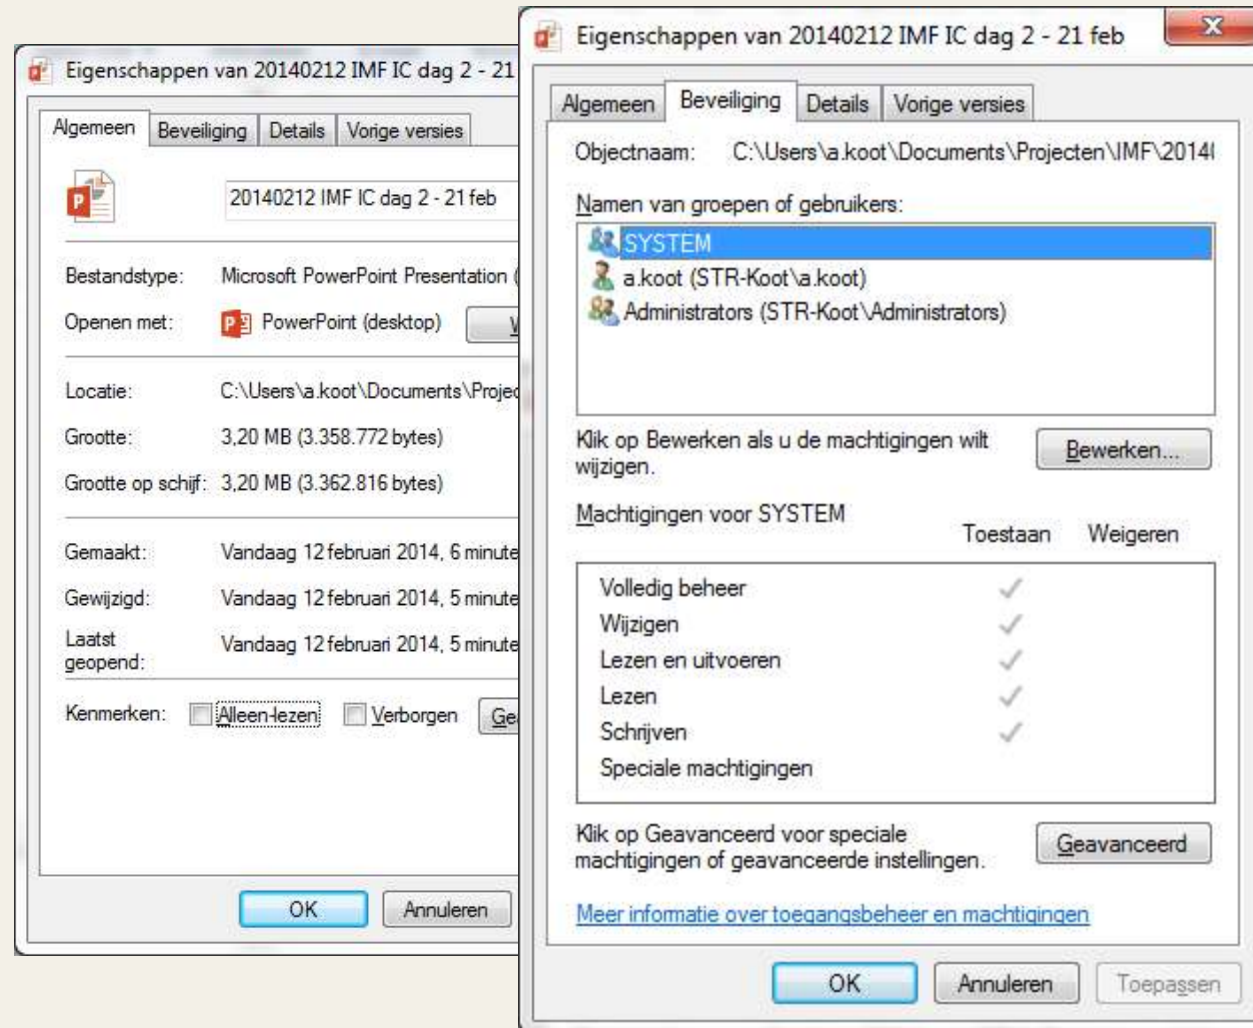 Eigenschappen van 20140212 IMF IC dag 2 - 21
Algemeen Beveiliging Details Vorige versies
20140212 IMF IC dag 2 - 21 feb
Bestandstype: Microsoft PowerPoint Presentation (
Openen met: PowerPoint (desktop)
Locatie: C:\Users\a.koot\Documents\Projec
Grootte: 3,20 MB (3.358.772 bytes)
Grootte op schijf: 3,20 MB (3.362.816 bytes)
Gemaakt: Vandaag 12 februari 2014, 6 minute
Gewijzigd: Vandaag 12 februari 2014, 5 minute
Laatst geopend: Vandaag 12 februari 2014, 5 minute
Kenmerken: Alleen-lezen Verborgen Gea
OK Annuleren
Eigenschappen van 20140212 IMF IC dag 2 - 21 feb
Algemeen Beveiliging Details Vorige versies
Objectnaam: C:\Users\a.koot\Documents\Projecten\IMF\2014
Namen van groepen of gebruikers:
SYSTEM
a.koot (STR-Koot\a.koot)
Administrators (STR-Koot\Administrators)
Klik op Bewerken als u de machtigingen wilt
wijzigen.
Bewerken...
Machtigingen voor SYSTEM
Toestaan Weigeren
Volledig beheer
Wijzigen
Lezen en uitvoeren
Lezen
Schrijven
Speciale machtigingen
Klik op Geavanceerd voor speciale
machtigingen of geavanceerde instellingen.
Geavanceerd
Meer informatie over toegangsbeheer en machtigingen
OK Annuleren Toepassen